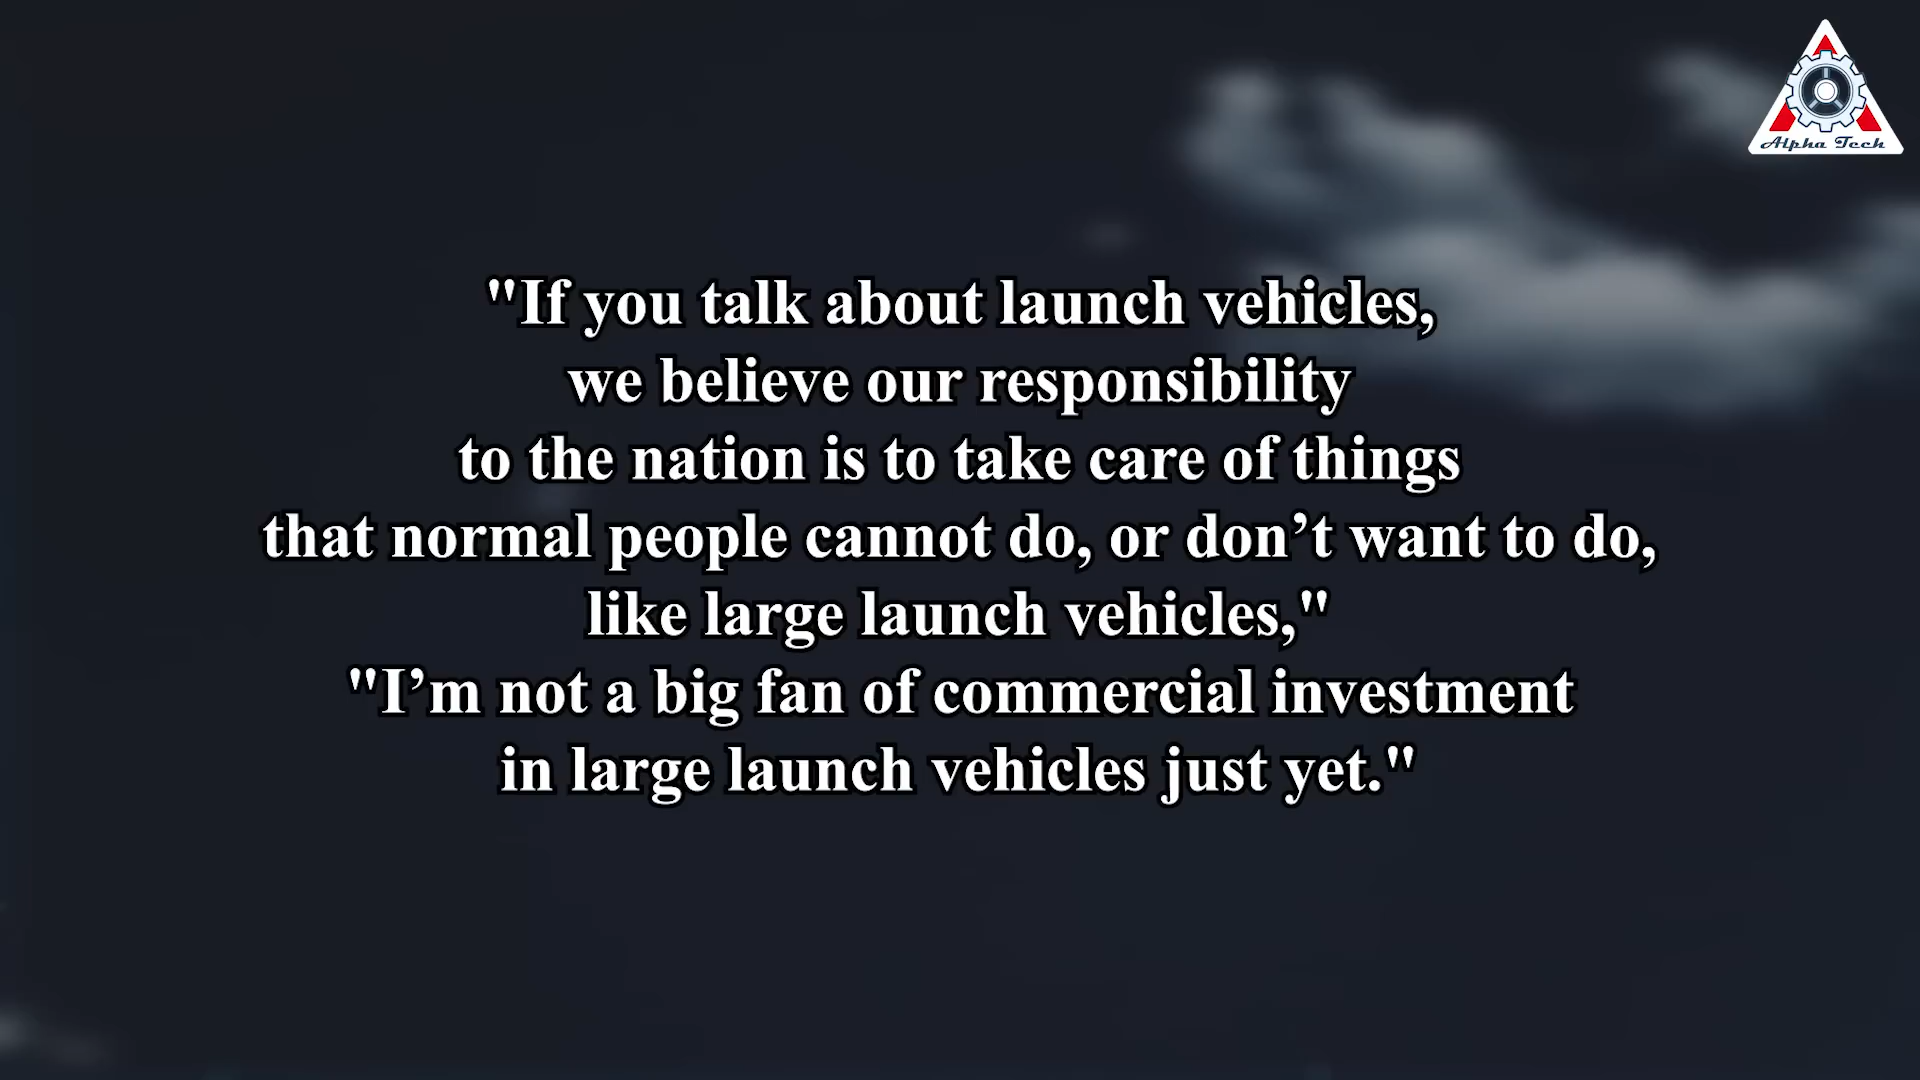 Alpha Tech
"If you talk about launch vehicles,
we believe our responsibility
to the nation is to take care of things
that normal people cannot do, or don’t want to do,
like large launch vehicles,"
"I’m not a big fan of commercial investment
in large launch vehicles just yet."